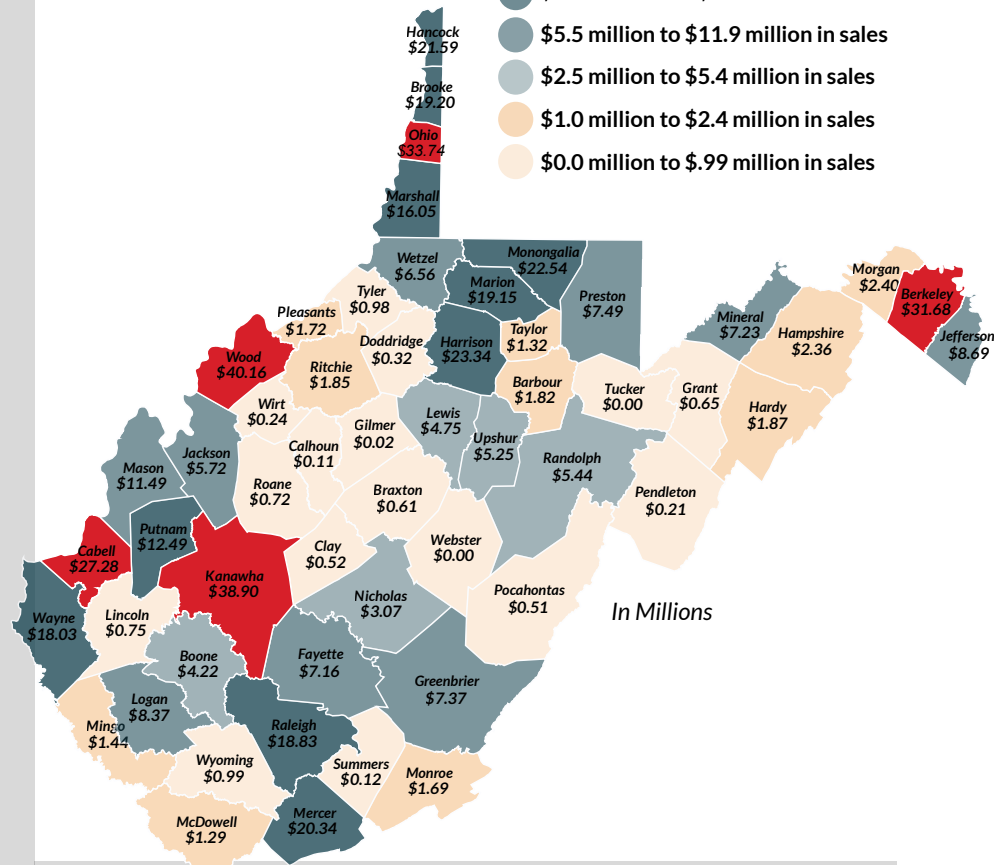 $5.5 million to $11.9 million in sales
$2.5 million to $5.4 million in sales
$1.0 million to $2.4 million in sales
$0.0 million to $.99 million in sales
Hancock
$21.59
Brooke
$19.20
Ohio
$33.74
Marshall
$16.05
Wetzel
$6.56
Monongalia
$22.54
Marion
$19.15
Preston
$7.49
Morgan
$2.40
Berkeley
$31.68
Jefferson
$8.69
Mineral
$7.23
Hampshire
$2.36
Tyler
$0.98
Pleasants
$1.72
Doddridge
$0.32
Harrison
$23.34
Taylor
$1.32
Wood
$40.16
Ritchie
$1.85
Barbour
$1.82
Tucker
$0.00
Grant
$0.65
Hardy
$1.87
Wirt
$0.24
Gilmer
$0.02
Lewis
$4.75
Upshur
$5.25
Calhoun
$0.11
Jackson
$5.72
Mason
$11.49
Roane
$0.72
Braxton
$0.61
Randolph
$5.44
Pendleton
$0.21
Putnam
$12.49
Cabell
$27.28
Kanawha
$38.90
Clay
$0.52
Webster
$0.00
Nicholas
$3.07
Pocahontas
$0.51
In Millions
Wayne
$18.03
Lincoln
$0.75
Boone
$4.22
Fayette
$7.16
Greenbrier
$7.37
Logan
$8.37
Mingo
$1.44
Raleigh
$18.83
Wyoming
$0.99
Summers
$0.12
Monroe
$1.69
McDowell
$1.29
Mercer
$20.34